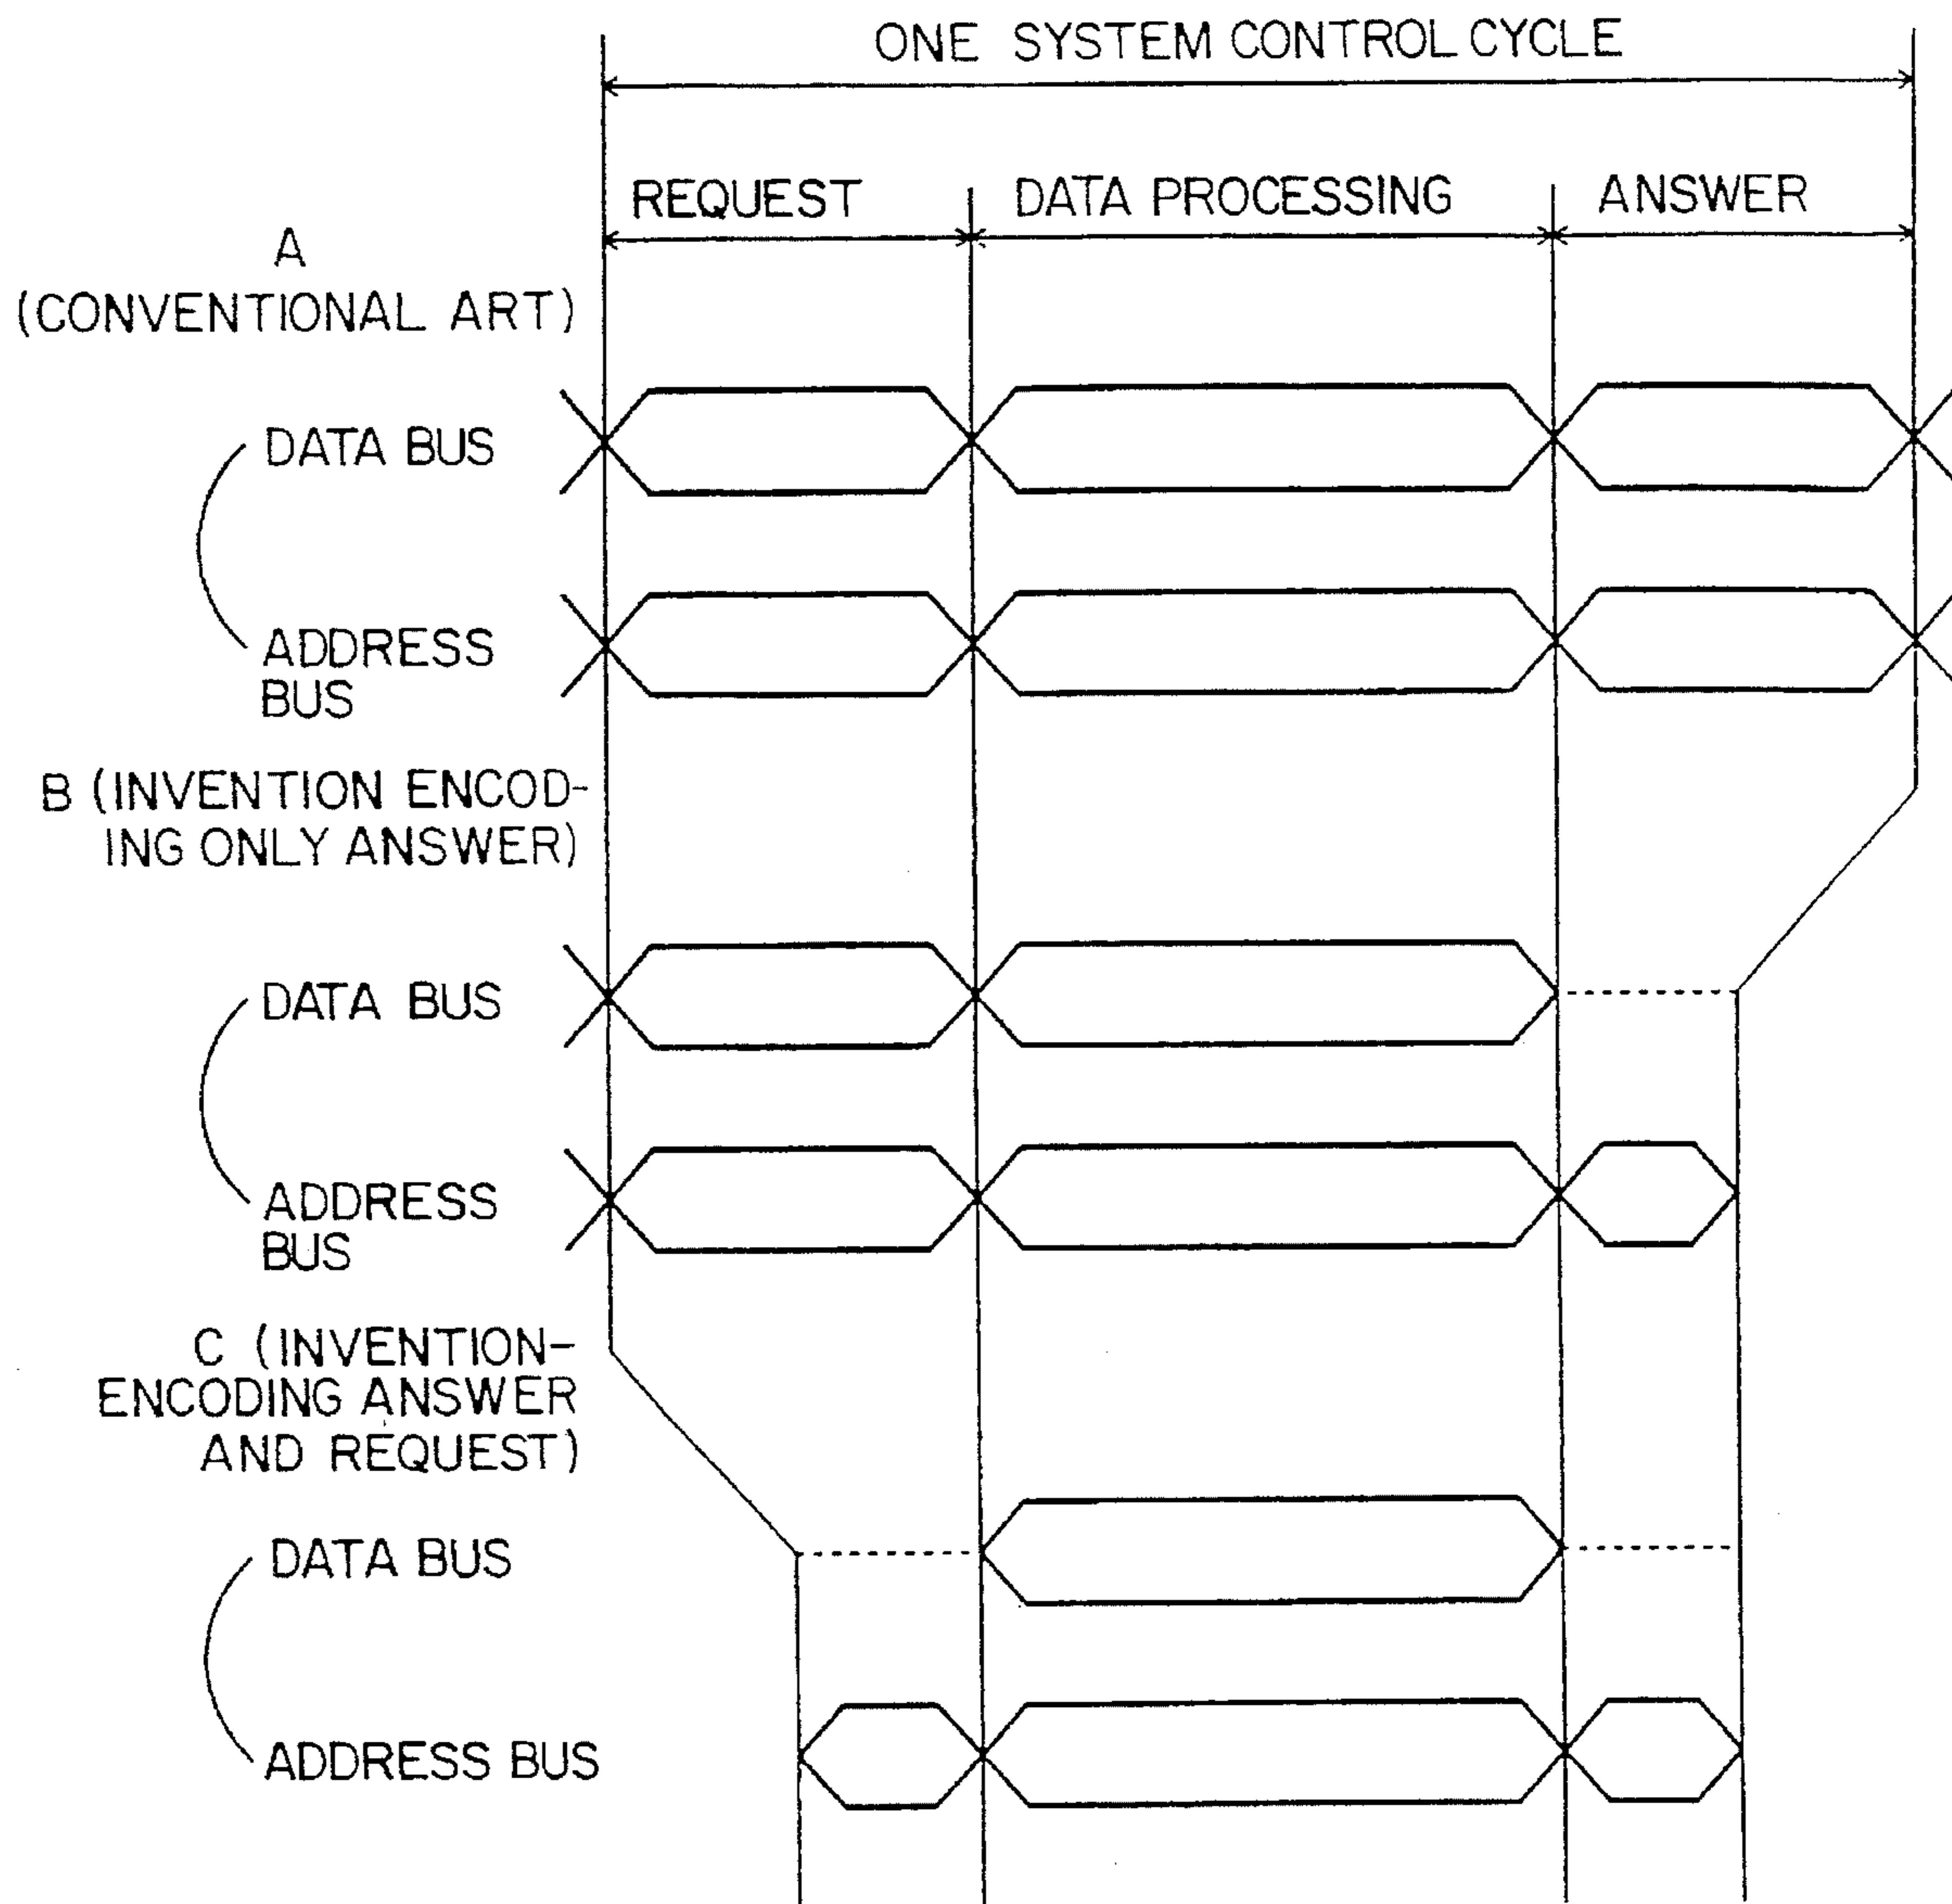 ONE SYSTEM CONTROL CYCLE
REQUEST
DATA PROCESSING
ANSWER
A
(CONVENTIONAL ART)
DATA BUS
ADDRESS
BUS
B (INVENTION ENCOD-
ING ONLY ANSWER)
DATA BUS
ADDRESS
BUS
C (INVENTION-
ENCODING ANSWER
AND REQUEST)
DATA BUS
ADDRESS BUS